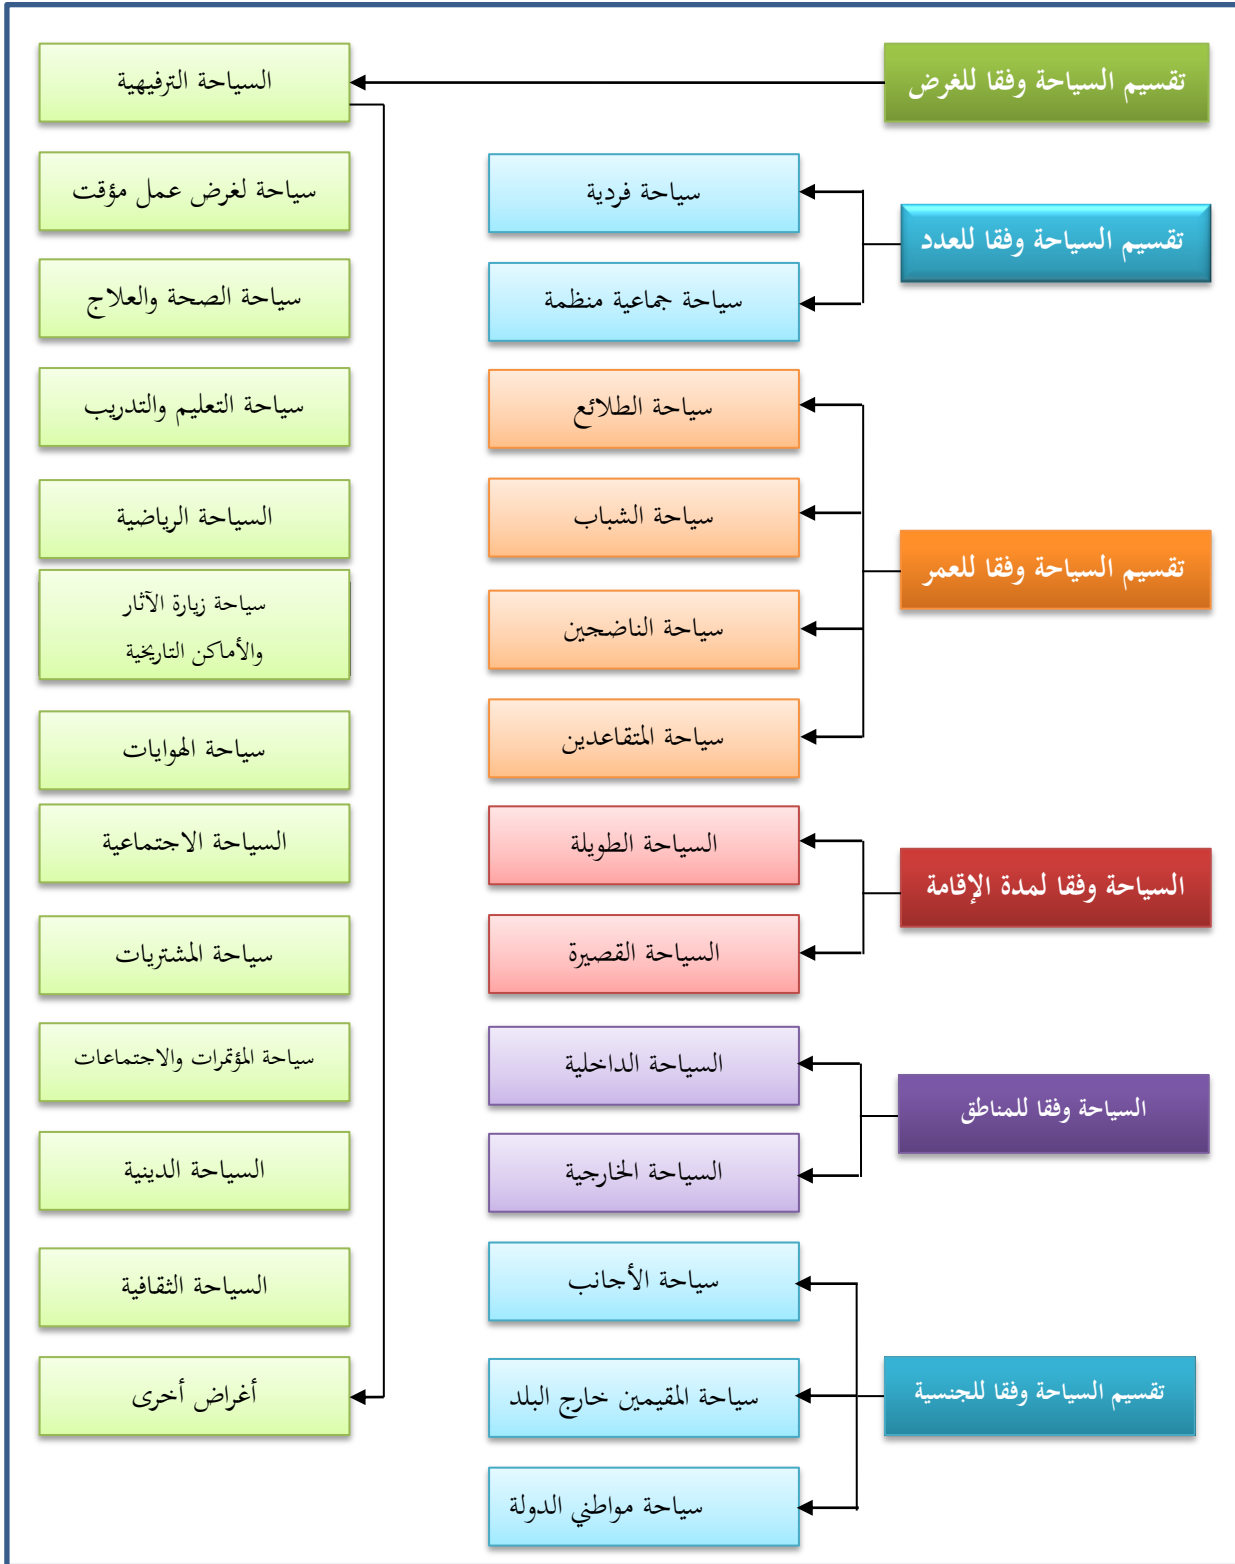 تقسيم السياحة وفقا للغرض
السياحة الترفيهية
سياحة لغرض عمل مؤقت
سياحة الصحة والعلاج
سياحة التعليم والتدريب
السياحة الرياضية
سياحة زيارة الآثار
والأماكن التاريخية
سياحة الهوايات
السياحة الاجتماعية
سياحة المشتريات
سياحة المؤتمرات والاجتماعات
السياحة الدينية
السياحة الثقافية
أغراض أخرى
تقسيم السياحة وفقا للعدد
سياحة فردية
سياحة جماعية منظمة
تقسيم السياحة وفقا للعمر
سياحة الطلائع
سياحة الشباب
سياحة الناضجين
سياحة المتقاعدين
السياحة وفقا لمدة الإقامة
السياحة الطويلة
السياحة القصيرة
السياحة وفقا للمناطق
السياحة الداخلية
السياحة الخارجية
تقسيم السياحة وفقا للجنسية
سياحة الأجانب
سياحة المقيمين خارج البلد
سياحة مواطني الدولة